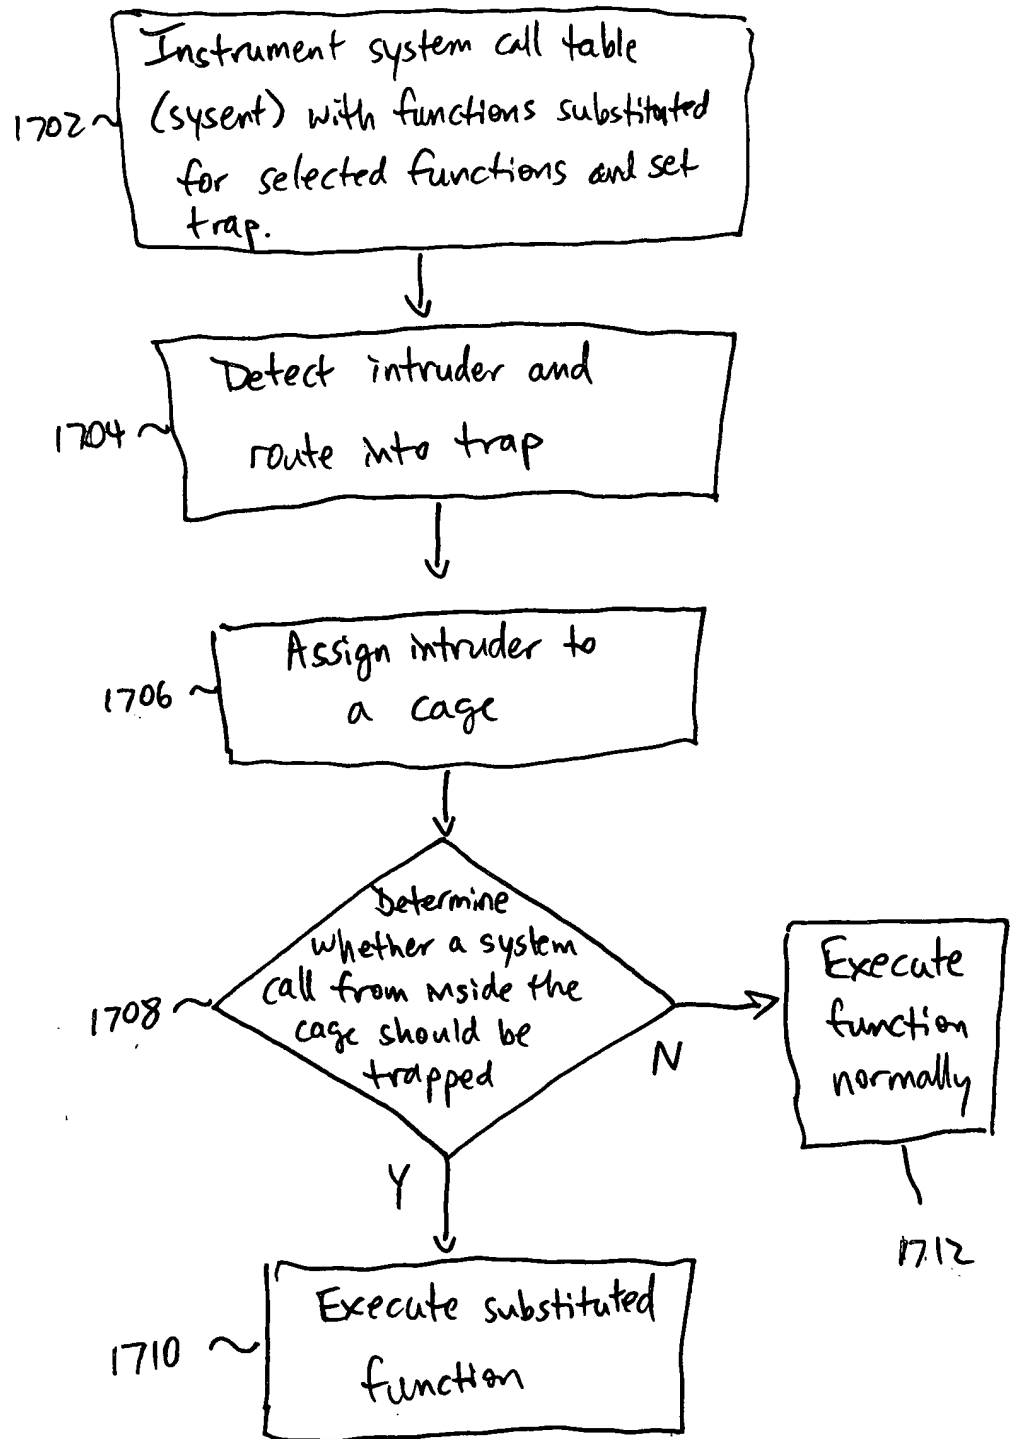 Instrument system call table
1702 (sysent) with functions substituted
for selected functions and set
trap.
Detect intruder and
1704
route into trap
Assign intruder to
1706
a cage
Determine
whether a system
call from inside the
1708
cage should be
trapped
N
Y
Execute
function
normally
1712
Execute substituted
1710
function